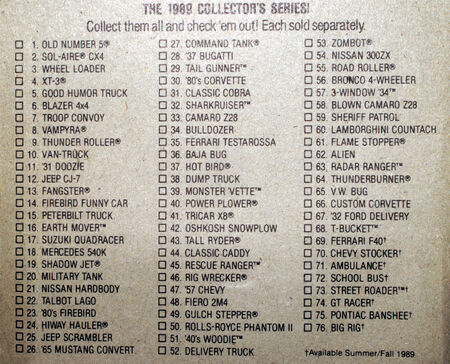 THE 1989 COLLECTOR'S SERIES!
Collect them all and check 'em out! Each sold separately.
1. OLD NUMBER 5®
2. SOL-AIRE® CX4
3. WHEEL LOADER
4. XT-3®
5. GOOD HUMOR TRUCK
6. BLAZER 4x4
7. TROOP CONVOY
8. VAMPYRA®
9. THUNDER ROLLER®
10. VAN-TRUCK
11. '31 DOOZIE
12. JEEP CJ-7
13. FANGSTER®
14. FIREBIRD FUNNY CAR
15. PETERBILT TRUCK
16. EARTH MOVER™
17. SUZUKI QUADRACER
18. MERCEDES 540K
19. SHADOW JET®
20. MILITARY TANK
21. NISSAN HARDBODY
22. TALBOT LAGO
23. '80's FIREBIRD
24. HIWAY HAULER®
25. JEEP SCRAMBLER
26. '65 MUSTANG CONVERT.
27. COMMAND TANK®
28. '37 BUGATTI
29. TAIL GUNNER™
30. '80's CORVETTE
31. CLASSIC COBRA
32. SHARKRUISER™
33. CAMARO Z28
34. BULLDOZER
35. FERRARI TESTAROSSA
36. BAJA BUG
37. HOT BIRD®
38. DUMP TRUCK
39. MONSTER 'VETTE™
40. POWER PLOWER®
41. TRICAR X8®
42. OSHKOSH SNOWPLOW
43. TALL RYDER®
44. CLASSIC CADDY
45. RESCUE RANGER™
46. RIG WRECKER®
47. '57 CHEVY
48. FIERO 2M4
49. GULCH STEPPER®
50. ROLLS-ROYCE PHANTOM II
51. '40's WOODIE™
52. DELIVERY TRUCK
53. ZOMBOT®
54. NISSAN 300ZX
55. ROAD ROLLER®
56. BRONCO 4-WHEELER
57. 3-WINDOW '34™
58. BLOWN CAMARO Z28
59. SHERIFF PATROL
60. LAMBORGHINI COUNTACH
61. FLAME STOPPER®
62. ALIEN
63. RADAR RANGER™
64. THUNDERBURNER®
65. V.W. BUG
66. CUSTOM CORVETTE
67. '32 FORD DELIVERY
68. T-BUCKET™
69. FERRARI F40†
70. CHEVY STOCKER†
71. AMBULANCE†
72. SCHOOL BUS†
73. STREET ROADER™†
74. GT RACER†
75. PONTIAC BANSHEE†
76. BIG RIG†
†Available Summer/Fall 1989